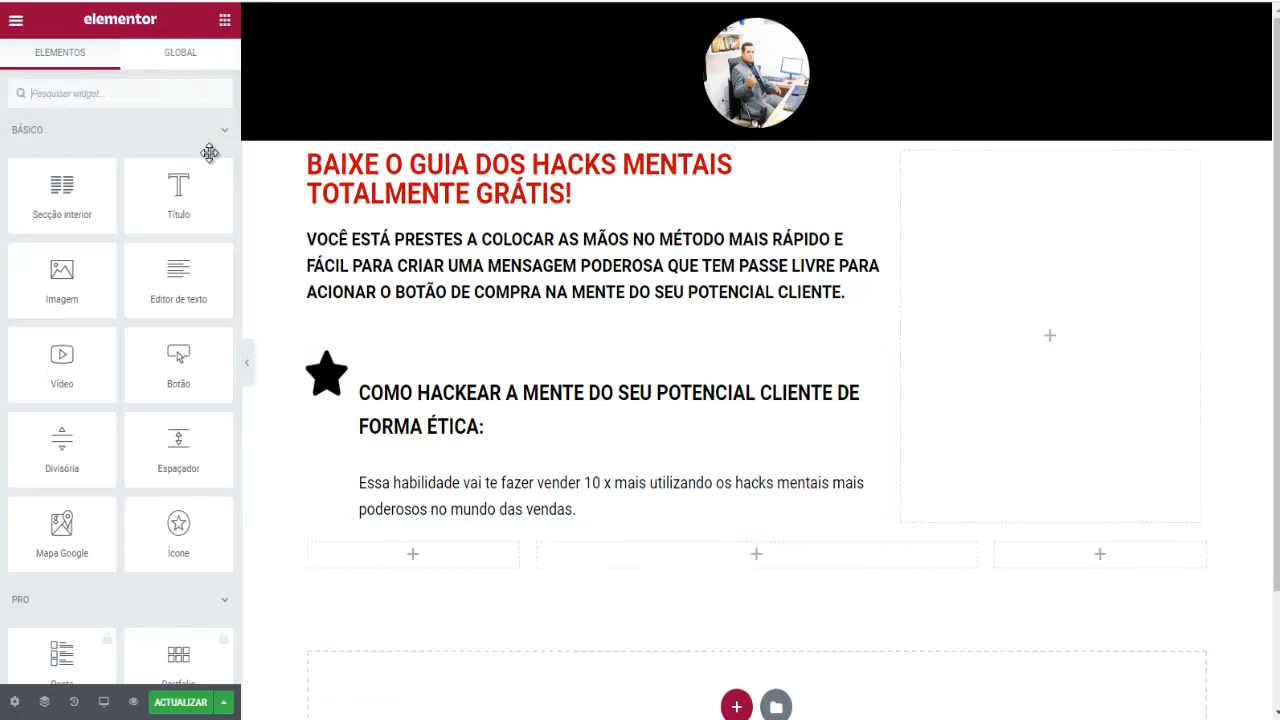 elementor
ELEMENTOS
GLOBAL
Pesquisar widget...
BÁSICO
Secção interior
Título
Imagem
Editor de texto
Vídeo
Botão
Divisória
Espaçador
Mapa Google
Ícone
PRO
Posts
Portfolio
ACTUALIZAR
BAIXE O GUIA DOS HACKS MENTAIS
TOTALMENTE GRÁTIS!
VOCÊ ESTÁ PRESTES A COLOCAR AS MÃOS NO MÉTODO MAIS RÁPIDO E
FÁCIL PARA CRIAR UMA MENSAGEM PODEROSA QUE TEM PASSE LIVRE PARA
ACIONAR O BOTÃO DE COMPRA NA MENTE DO SEU POTENCIAL CLIENTE.
COMO HACKEAR A MENTE DO SEU POTENCIAL CLIENTE DE
FORMA ÉTICA:
Essa habilidade vai te fazer vender 10 x mais utilizando os hacks mentais mais
poderosos no mundo das vendas.